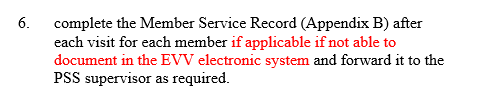 6. complete the Member Service Record (Appendix B) after
each visit for each member if applicable if not able to
document in the EVV electronic system and forward it to the
PSS supervisor as required.